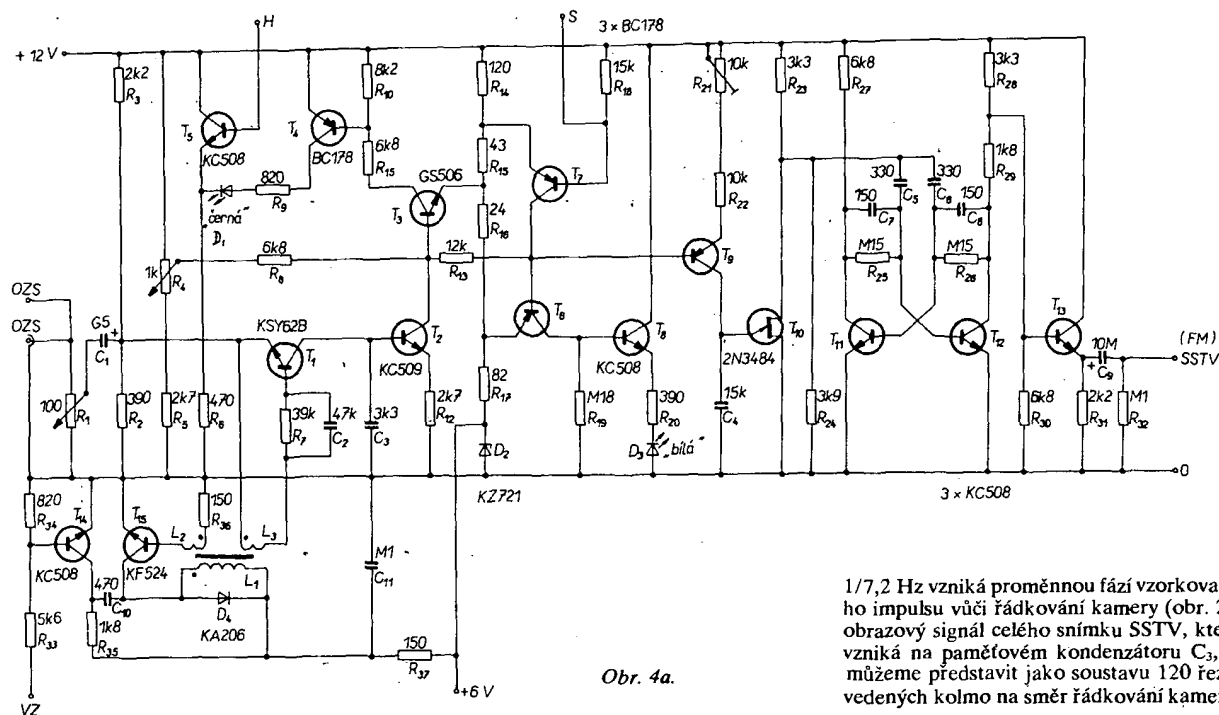 H
S
3 × BC178
+ 12 V
2k2
R3
T5
KC508
T4
BC178
8k2
R10
6k8
R15
120
R14
43
R15
24
R16
15k
R18
T7
10k
R21
10k
R22
3k3
R23
6k8
R27
3k3
R28
1k8
R29
330
C5
330
C6
150
C7
150
C8
M15
R25
M15
R26
820
R9
"černá"
D1
GS506
T3
6k8
R8
12k
R13
1k
R4
OZS
OZS
G5
C1
+
KSY62B
T1
KC509
T2
T6
T8
KC508
T9
T10
2N3484
T11
T12
T13
10M
+ C9
(FM)
SSTV
100
R1
390
R2
2k7
R5
470
R6
39k
R7
47k
C2
3k3
C3
2k7
R12
82
R17
D2
KZ721
M18
R19
390
R20
D3
"bílá"
15k
C4
3k9
R24
6k8
R30
2k2
R31
M1
R32
0
3 × KC508
820
R34
T14
KC508
T15
KF524
L2
150
R36
L3
L1
470
C10
1k8
R35
D4
KA206
M1
C11
150
R37
5k6
R33
VZ
+6 V
Obr. 4a.
1/7,2 Hz vzniká proměnnou fází vzorkova
ho impulsu vůči řádkování kamery (obr. 2
obrazový signál celého snímku SSTV, kte
vzniká na paměťovém kondenzátoru C3,
můžeme představit jako soustavu 120 řez
vedených kolmo na směr řádkování kamer